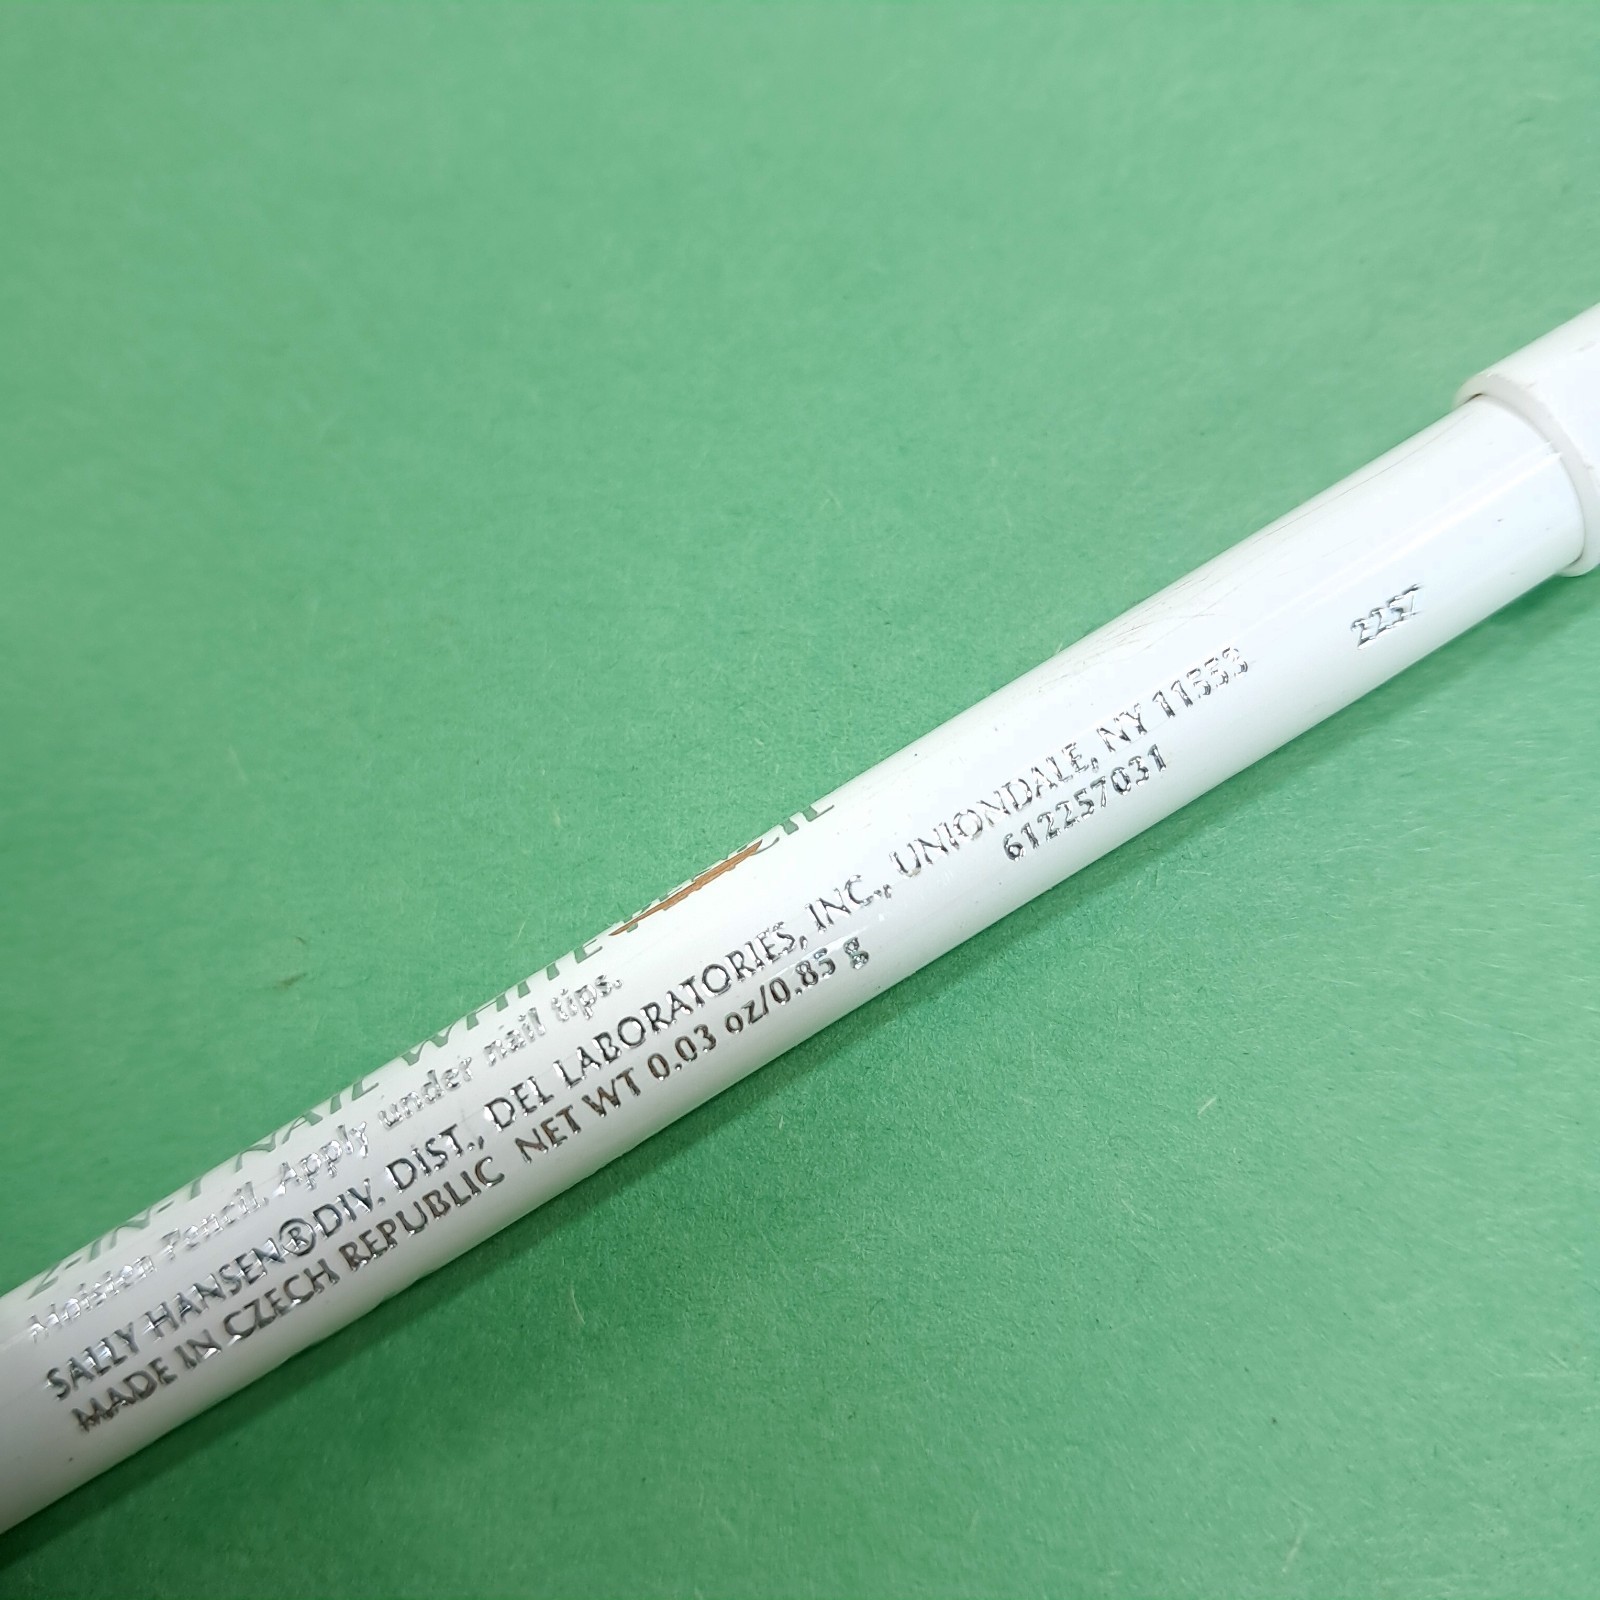 2-IN-1 NAIL WHITE PENCIL
Moisten Pencil. Apply under nail tips.
SALLY HANSEN® DIV. DIST., DEL LABORATORIES, INC., UNIONDALE, NY 11553
MADE IN CZECH REPUBLIC NET WT 0.03 oz/0.85 g
612257031
2257